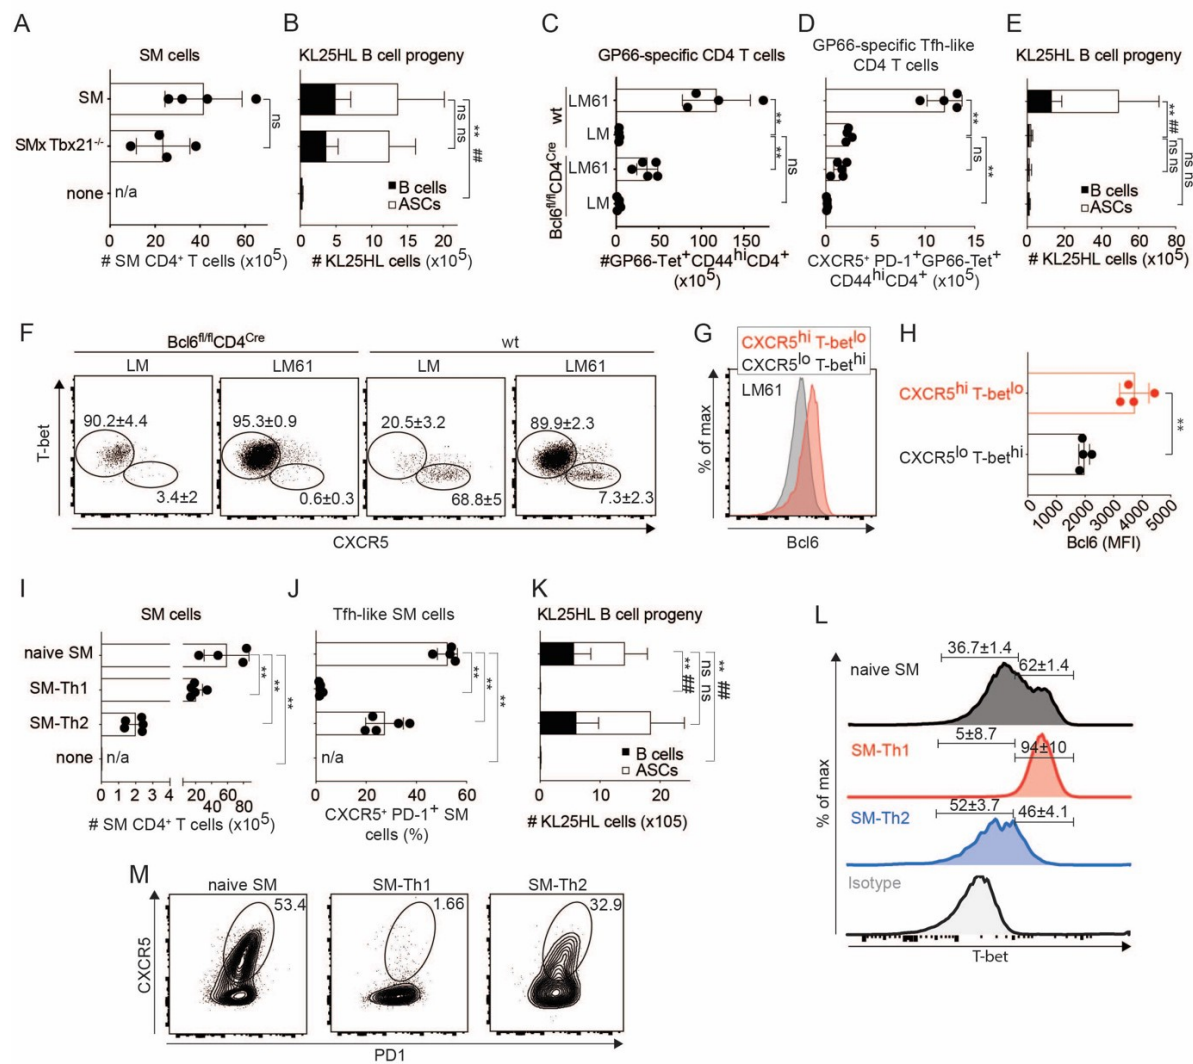 A
SM cells
SM
SMx Tbx21-/-
none
n/a
ns
0 20 40 60
# SM CD4+ T cells (x10^5)
B
KL25HL B cell progeny
B cells
ASCs
ns ns
** ##
0 5 10 15 20
# KL25HL cells (x10^5)
C
GP66-specific CD4 T cells
wt
Bcl6fl/flCD4Cre
LM61
LM
LM61
LM
** **
ns
0 50 100 150
#GP66-Tet+CD44hiCD4+
(x10^5)
D
GP66-specific Tfh-like
CD4 T cells
**
ns
**
0 5 10 15
CXCR5+ PD-1+GP66-Tet+
CD44hiCD4+ (x10^5)
E
KL25HL B cell progeny
** ##
ns ns
ns ns
B cells
ASCs
0 20 40 60 80
# KL25HL cells (x10^5)
F
Bcl6fl/flCD4Cre
wt
LM
LM61
LM
LM61
90.2±4.4
3.4±2
95.3±0.9
0.6±0.3
20.5±3.2
68.8±5
89.9±2.3
7.3±2.3
T-bet
CXCR5
G
CXCR5hi T-betlo
CXCR5lo T-bethi
LM61
% of max
Bcl6
H
CXCR5hi T-betlo
CXCR5lo T-bethi
**
0 1000 2000 3000 4000 5000
Bcl6 (MFI)
I
SM cells
naive SM
SM-Th1
SM-Th2
none
n/a
** ** **
0 1 2 3 4 20 40 60 80
# SM CD4+ T cells (x10^5)
J
Tfh-like SM cells
n/a
** ** **
0 20 40 60
CXCR5+ PD-1+ SM
cells (%)
K
KL25HL B cell progeny
** ##
ns ns
** ##
B cells
ASCs
0 10 20
# KL25HL cells (x105)
L
naive SM
36.7±1.4
62±1.4
SM-Th1
5±8.7
94±10
SM-Th2
52±3.7
46±4.1
Isotype
% of max
T-bet
M
naive SM
SM-Th1
SM-Th2
53.4
1.66
32.9
CXCR5
PD1